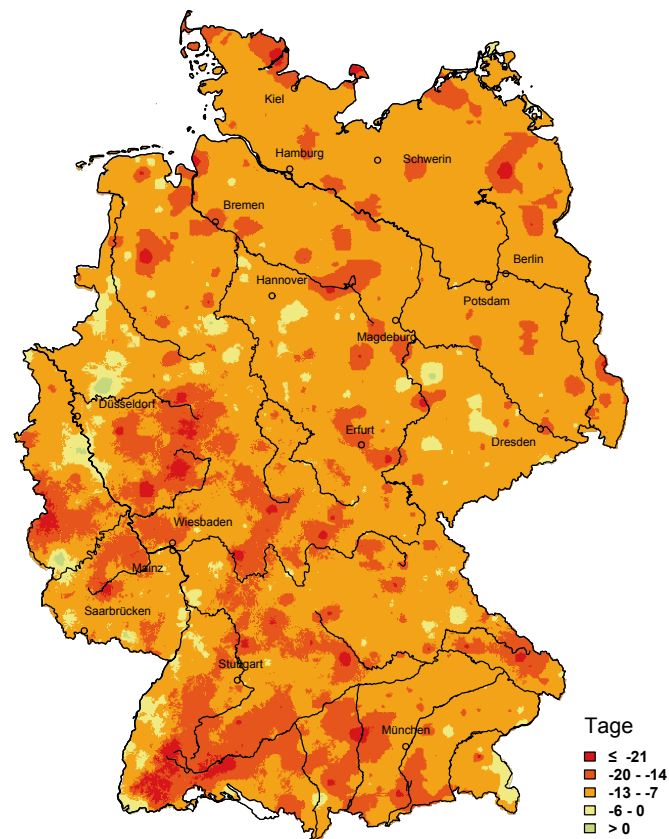 Kiel
Hamburg
Schwerin
Bremen
Berlin
Hannover
Potsdam
Magdeburg
Düsseldorf
Erfurt
Dresden
Wiesbaden
Mainz
Saarbrücken
Stuttgart
München
Tage
≤ -21
-20 - -14
-13 - -7
-6 - 0
> 0